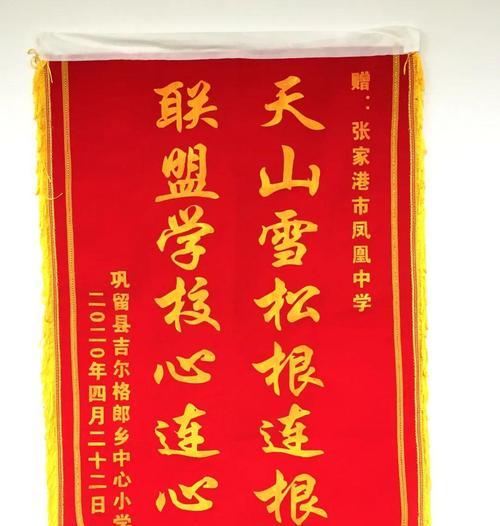 赠：张家港市凤凰中学
天山雪松根连根
联盟学校心连心
巩留县吉尔格郎乡中心小学
二〇二〇年四月二十二日